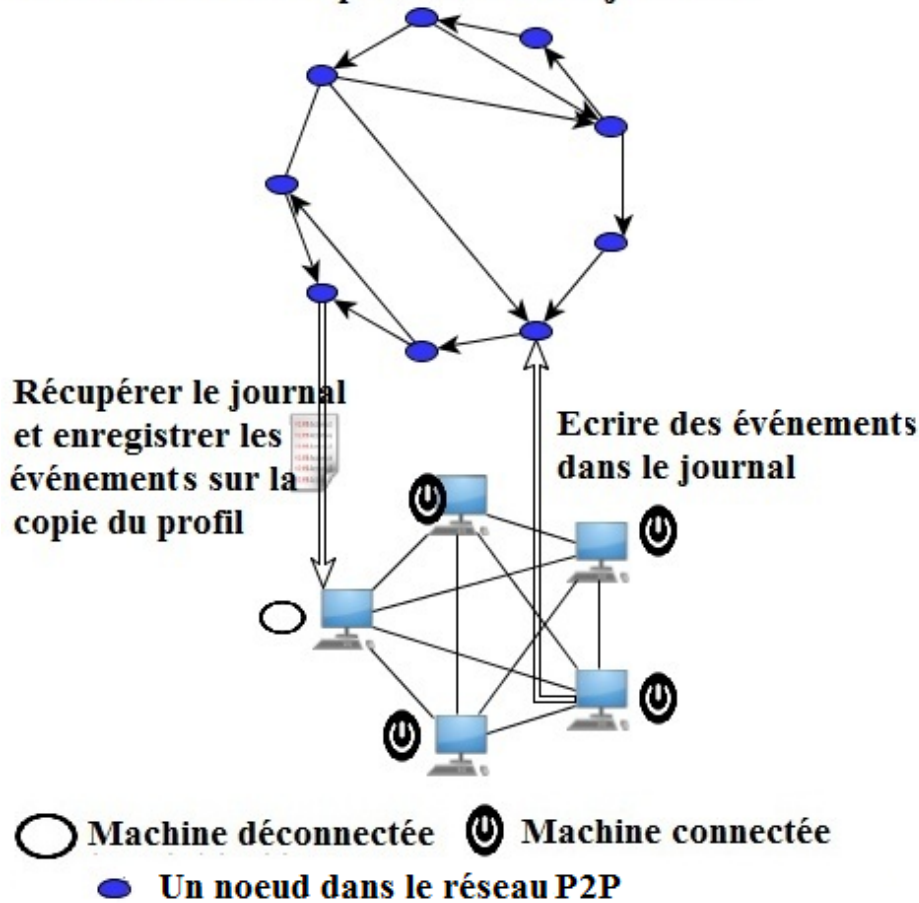 Récupérer le journal
et enregistrer les
événements sur la
copie du profil
Ecrire des événements
dans le journal
Machine déconnectée
Machine connectée
Un noeud dans le réseau P2P